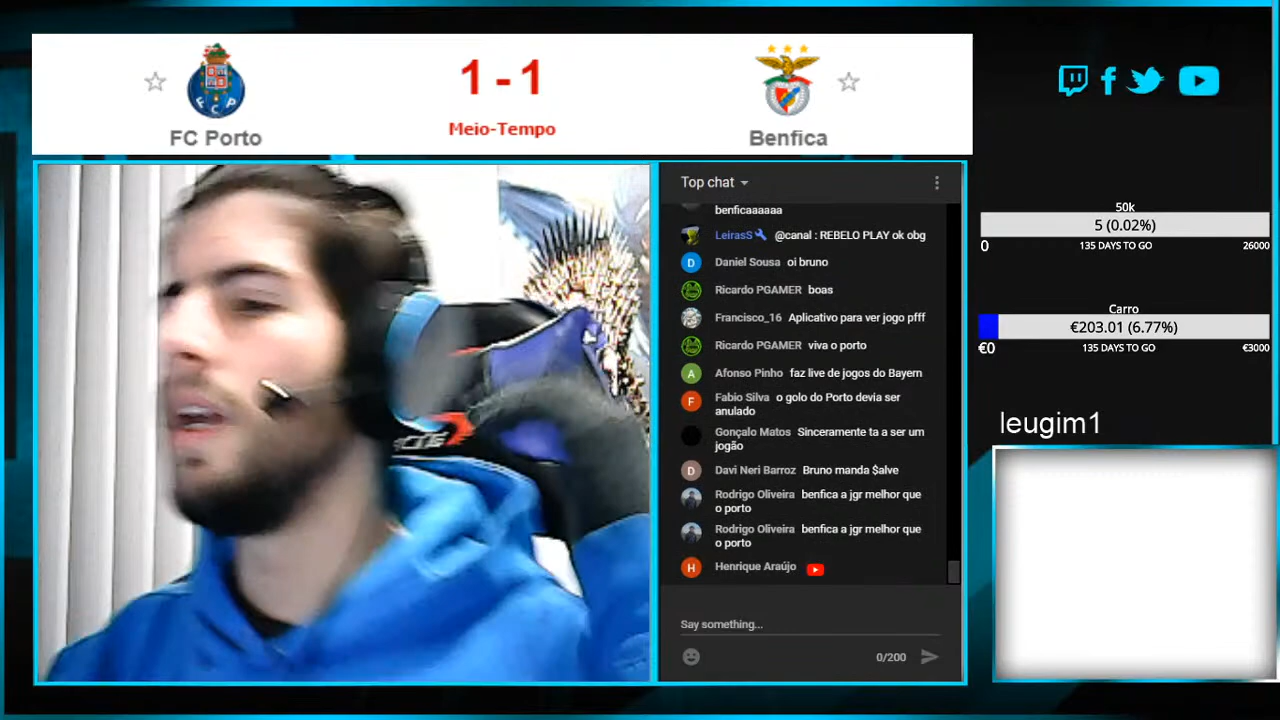 1 - 1
Meio-Tempo
FC Porto
Benfica
FCP
Top chat
benficaaaaaa
LeirasS @canal : REBELO PLAY ok obg
D Daniel Sousa oi bruno
Ricardo PGAMER boas
Francisco_16 Aplicativo para ver jogo pfff
Ricardo PGAMER viva o porto
A Afonso Pinho faz live de jogos do Bayern
F Fabio Silva o golo do Porto devia ser
anulado
Gonçalo Matos Sinceramente ta a ser um
jogão
D Davi Neri Barroz Bruno manda $alve
Rodrigo Oliveira benfica a jgr melhor que
o porto
Rodrigo Oliveira benfica a jgr melhor que
o porto
H Henrique Araújo
Say something...
0/200
50k
5 (0.02%)
0 135 DAYS TO GO 26000
Carro
€203.01 (6.77%)
€0 135 DAYS TO GO €3000
leugim1